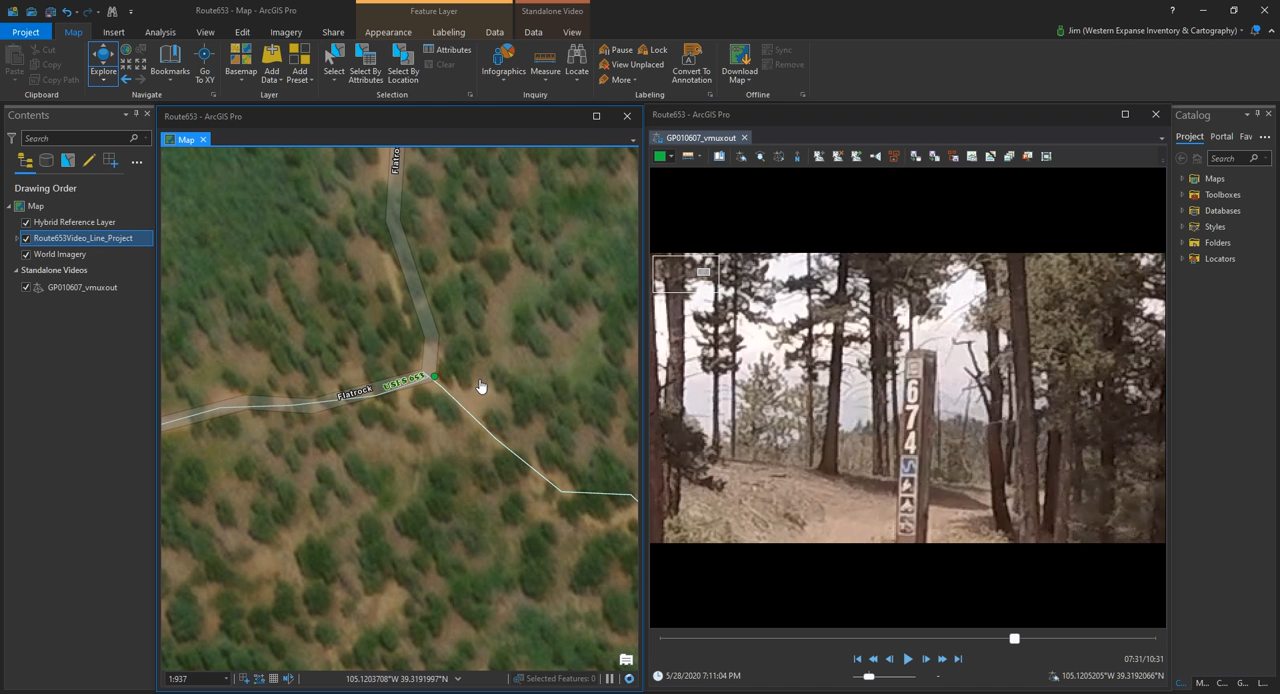 Route653 - Map - ArcGIS Pro
Feature Layer
Standalone Video
?
Project
Map
Insert
Analysis
View
Edit
Imagery
Share
Appearance
Labeling
Data
Data
View
Jim (Western Expanse Inventory & Cartography)
Paste
Cut
Copy
Copy Path
Clipboard
Explore
Bookmarks
Go
To XY
Navigate
Basemap
Add
Data
Add
Preset
Layer
Select
Select By
Attributes
Select By
Location
Attributes
Clear
Selection
Infographics
Measure
Locate
Inquiry
Pause
Lock
View Unplaced
More
Convert To
Annotation
Labeling
Download
Map
Sync
Remove
Offline
Contents
Search
Drawing Order
Map
Hybrid Reference Layer
Route653Video_Line_Project
World Imagery
Standalone Videos
GP010607_vmuxout
Route653 - ArcGIS Pro
Map
Flatro
Flatrock
USFS 653
1:937
105.1203708°W 39.3191997°N
Selected Features: 0
Route653 - ArcGIS Pro
GP010607_vmuxout
674
07:31/10:31
5/28/2020 7:11:04 PM
105.1205205°W 39.3192066°N
Catalog
Project
Portal
Fav
Search
Maps
Toolboxes
Databases
Styles
Folders
Locators
C...
M...
C...
G...
L...